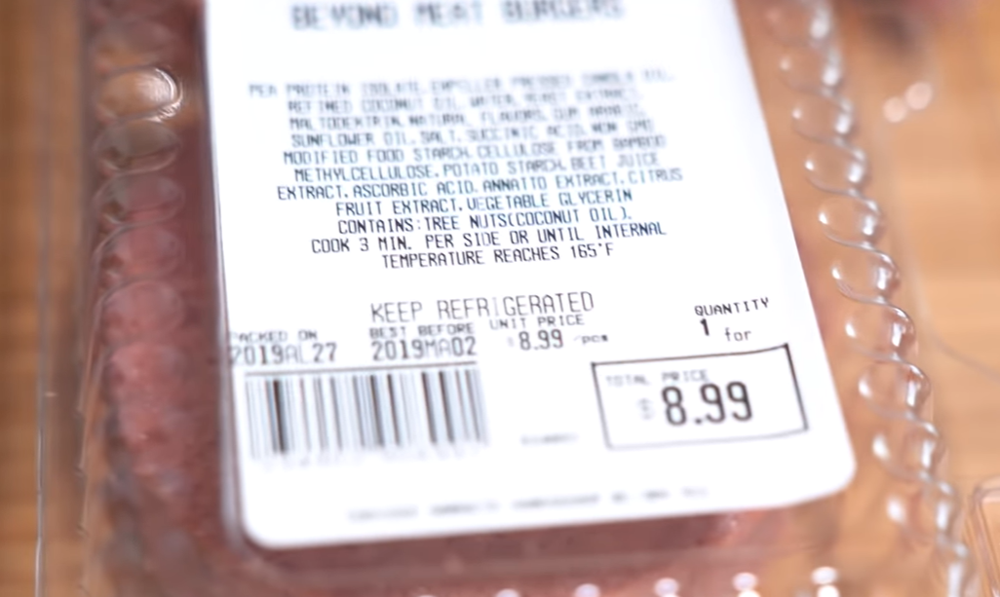 BEYOND MEAT BURGERS
PEA PROTEIN ISOLATE, EXPELLER PRESSED CANOLA OIL,
REFINED COCONUT OIL, WATER, YEAST EXTRACT,
MALTODEXTRIN, NATURAL FLAVORS, GUM ARABIC,
SUNFLOWER OIL, SALT, SUCCINIC ACID, NON GMO
MODIFIED FOOD STARCH, CELLULOSE FROM BAMBOO
METHYLCELLULOSE, POTATO STARCH, BEET JUICE
EXTRACT, ASCORBIC ACID, ANNATTO EXTRACT, CITRUS
FRUIT EXTRACT, VEGETABLE GLYCERIN
CONTAINS:TREE NUTS(COCONUT OIL).
COOK 3 MIN. PER SIDE OR UNTIL INTERNAL
TEMPERATURE REACHES 165°F
KEEP REFRIGERATED
PACKED ON BEST BEFORE UNIT PRICE QUANTITY
2019AL27 2019MA02 $8.99 /pcs 1 for
TOTAL PRICE
$8.99